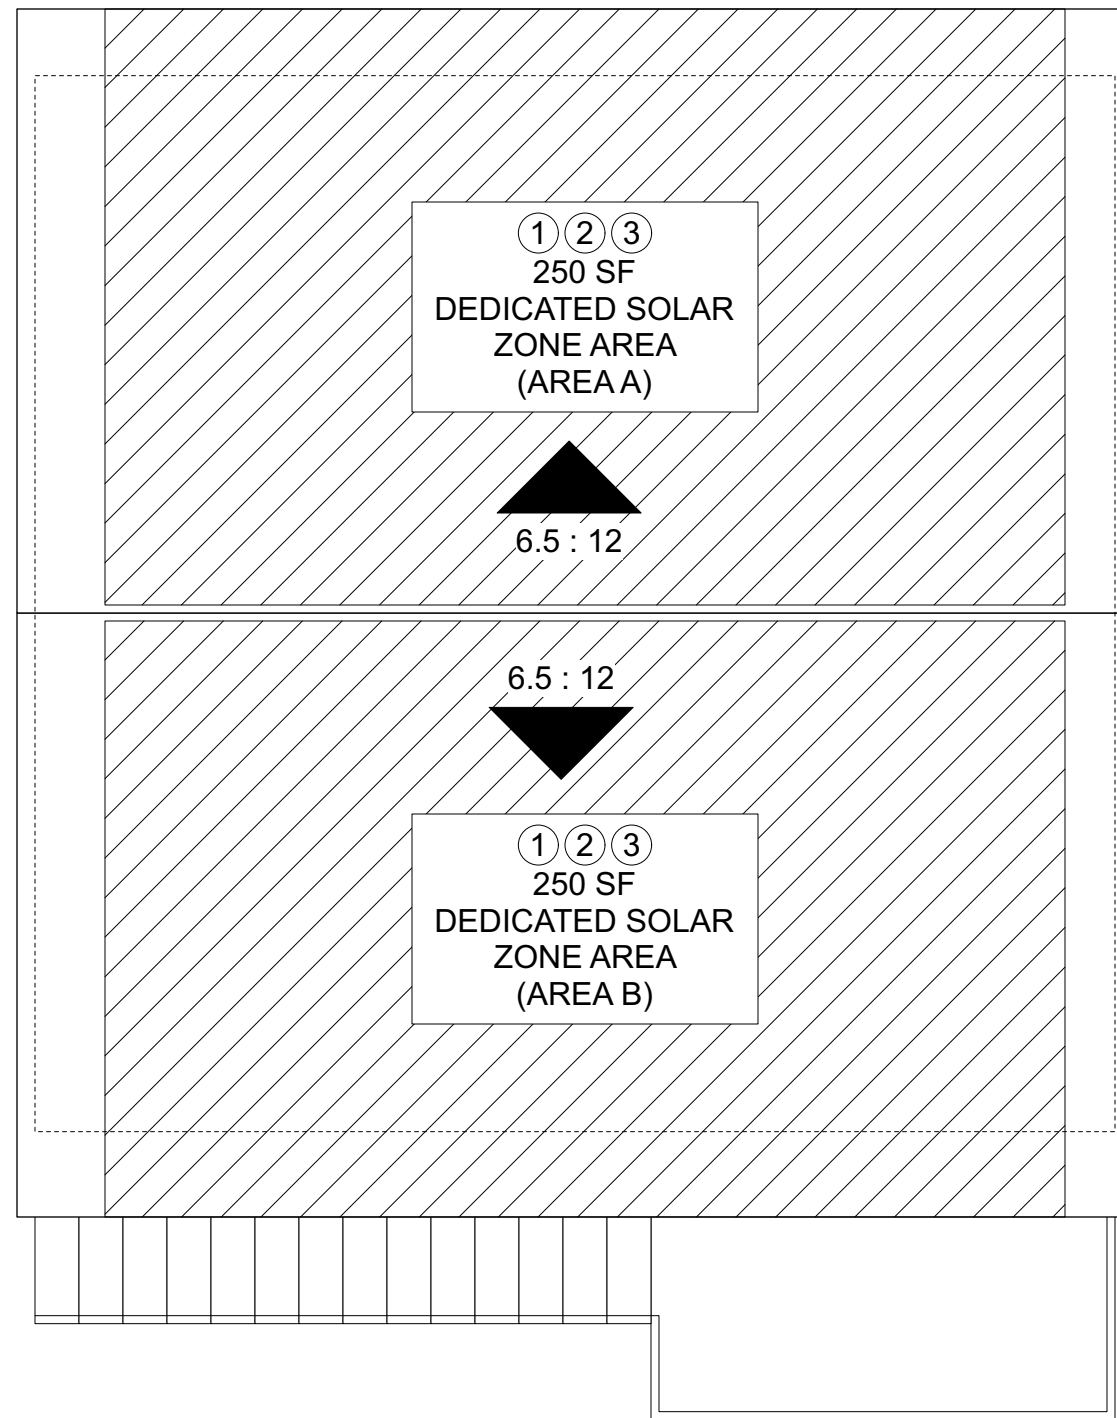 1 2 3
250 SF
DEDICATED SOLAR
ZONE AREA
(AREA A)
6.5 : 12
6.5 : 12
1 2 3
250 SF
DEDICATED SOLAR
ZONE AREA
(AREA B)